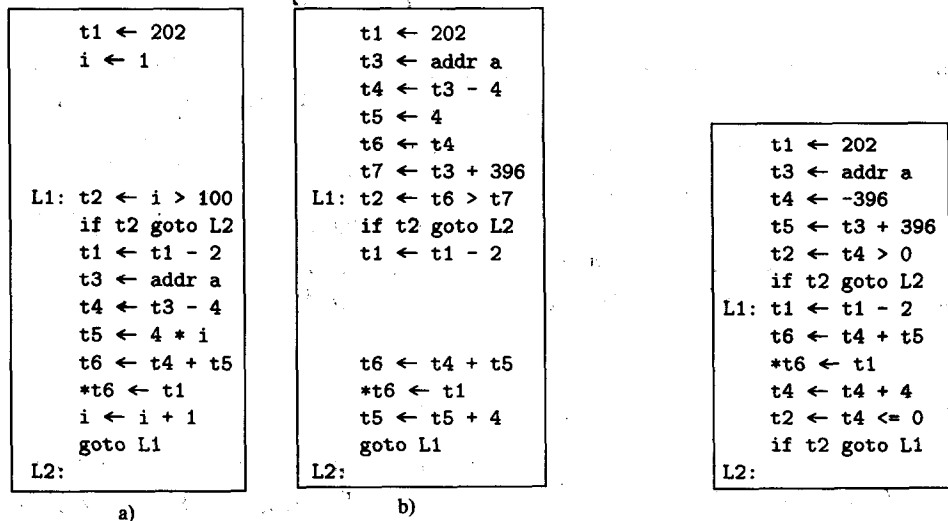 t1 ← 202
i ← 1
L1: t2 ← i > 100
if t2 goto L2
t1 ← t1 - 2
t3 ← addr a
t4 ← t3 - 4
t5 ← 4 * i
t6 ← t4 + t5
*t6 ← t1
i ← i + 1
goto L1
L2:
a)
t1 ← 202
t3 ← addr a
t4 ← t3 - 4
t5 ← 4
t6 ← t4
t7 ← t3 + 396
L1: t2 ← t6 > t7
if t2 goto L2
t1 ← t1 - 2
t6 ← t4 + t5
*t6 ← t1
t5 ← t5 + 4
goto L1
L2:
b)
t1 ← 202
t3 ← addr a
t4 ← -396
t5 ← t3 + 396
t2 ← t4 > 0
if t2 goto L2
L1: t1 ← t1 - 2
t6 ← t4 + t5
*t6 ← t1
t4 ← t4 + 4
t2 ← t4 <= 0
if t2 goto L1
L2: